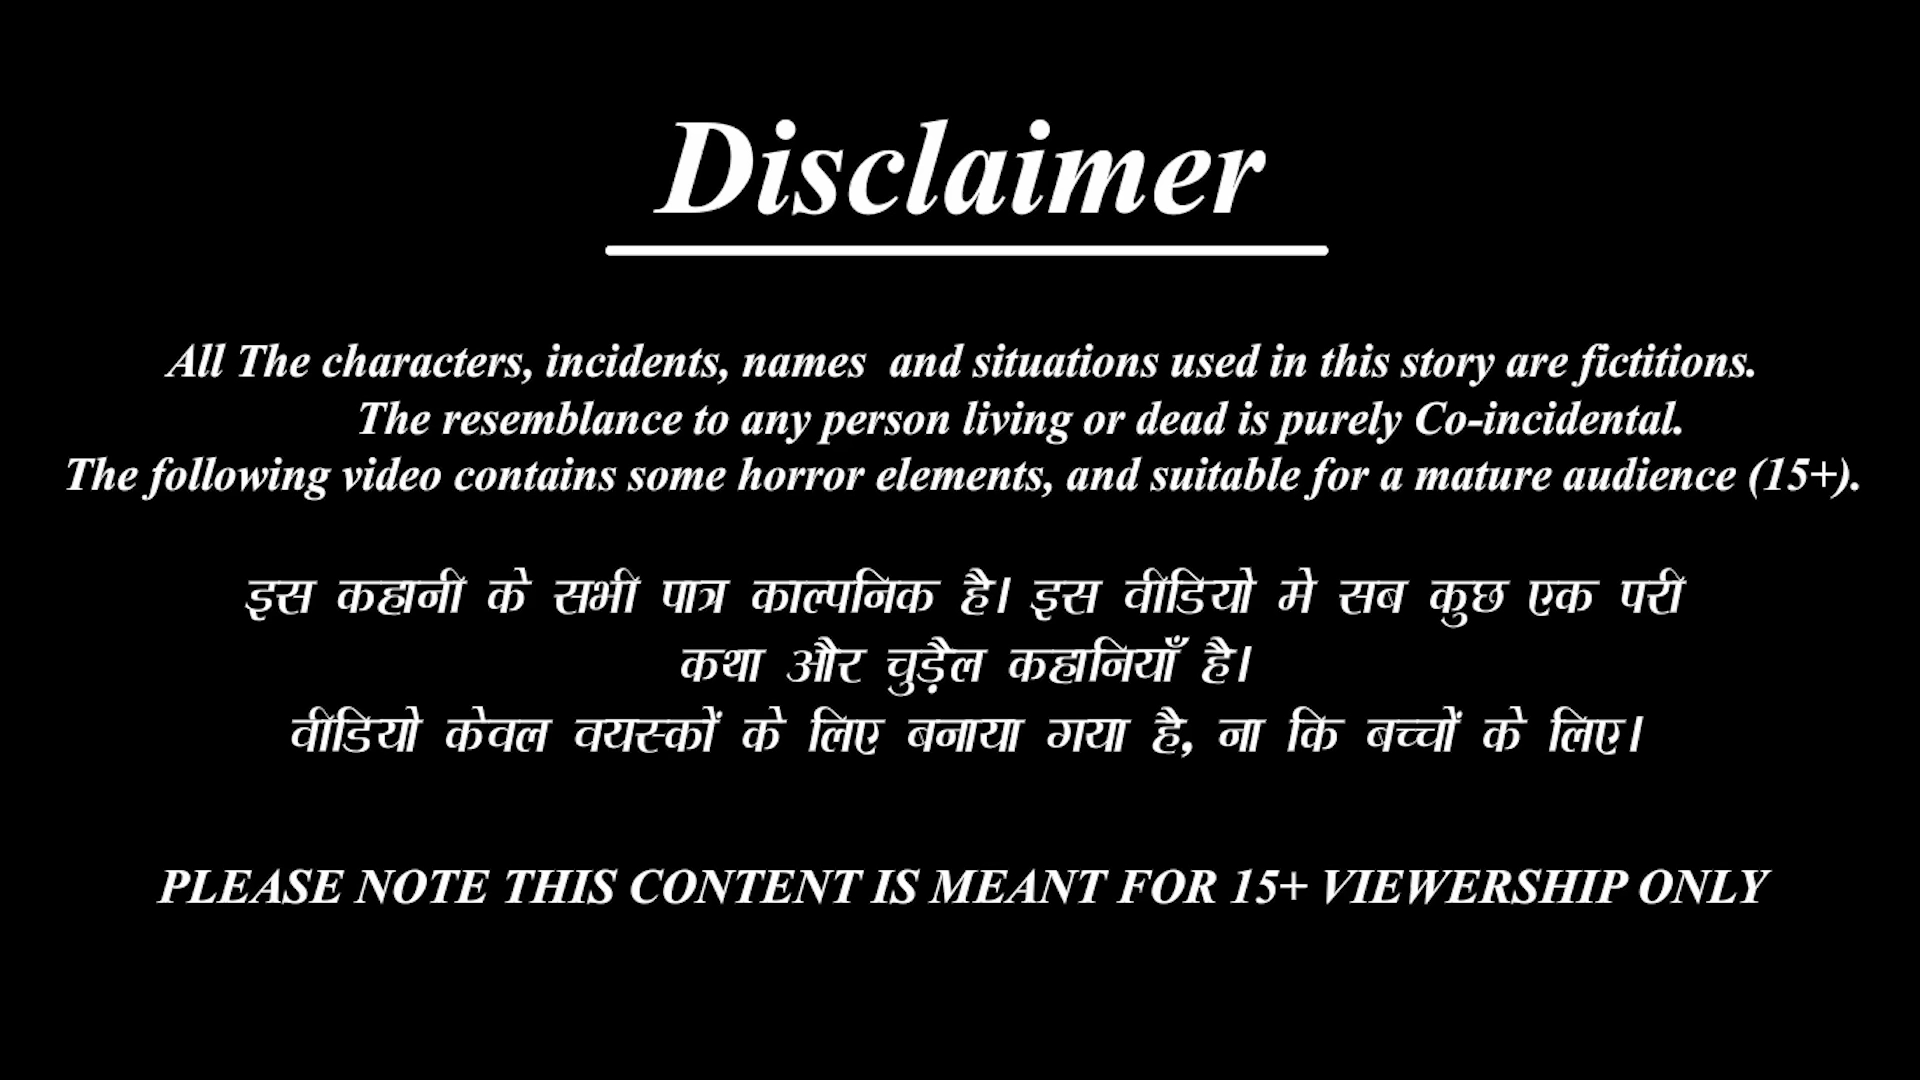 Disclaimer
All The characters, incidents, names and situations used in this story are fictitions.
The resemblance to any person living or dead is purely Co-incidental.
The following video contains some horror elements, and suitable for a mature audience (15+).
इस कहानी के सभी पात्र काल्पनिक है। इस वीडियो मे सब कुछ एक परी
कथा और चुड़ैल कहानियाँ है।
वीडियो केवल वयस्कों के लिए बनाया गया है, ना कि बच्चों के लिए।
PLEASE NOTE THIS CONTENT IS MEANT FOR 15+ VIEWERSHIP ONLY